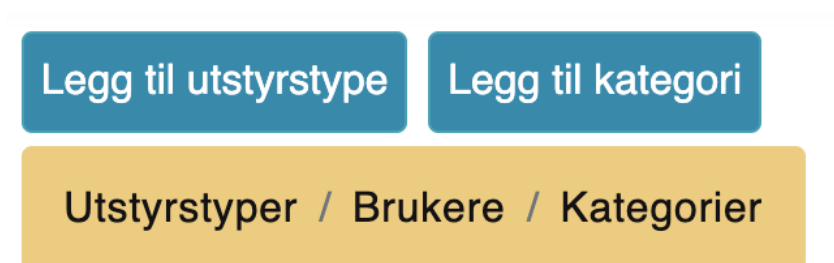 Legg til utstyrstype Legg til kategori
Utstyrstyper / Brukere / Kategorier